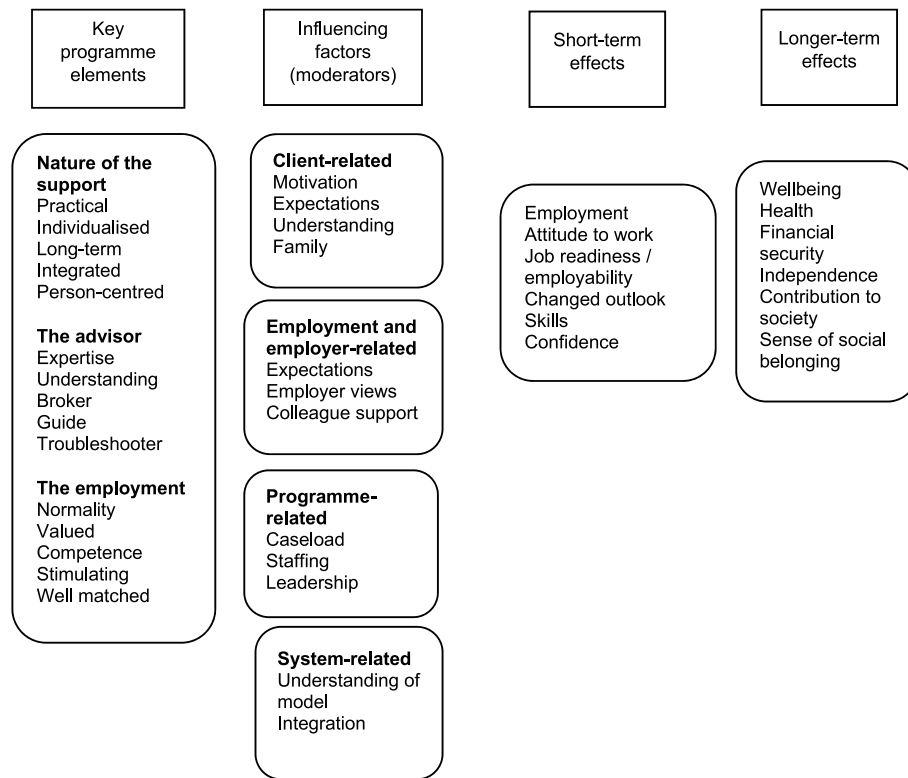 Key
programme
elements
Influencing
factors
(moderators)
Short-term
effects
Longer-term
effects
Nature of the
support
Practical
Individualised
Long-term
Integrated
Person-centred
The advisor
Expertise
Understanding
Broker
Guide
Troubleshooter
The employment
Normality
Valued
Competence
Stimulating
Well matched
Client-related
Motivation
Expectations
Understanding
Family
Employment and
employer-related
Expectations
Employer views
Colleague support
Programme-
related
Caseload
Staffing
Leadership
System-related
Understanding of
model
Integration
Employment
Attitude to work
Job readiness /
employability
Changed outlook
Skills
Confidence
Wellbeing
Health
Financial
security
Independence
Contribution to
society
Sense of social
belonging